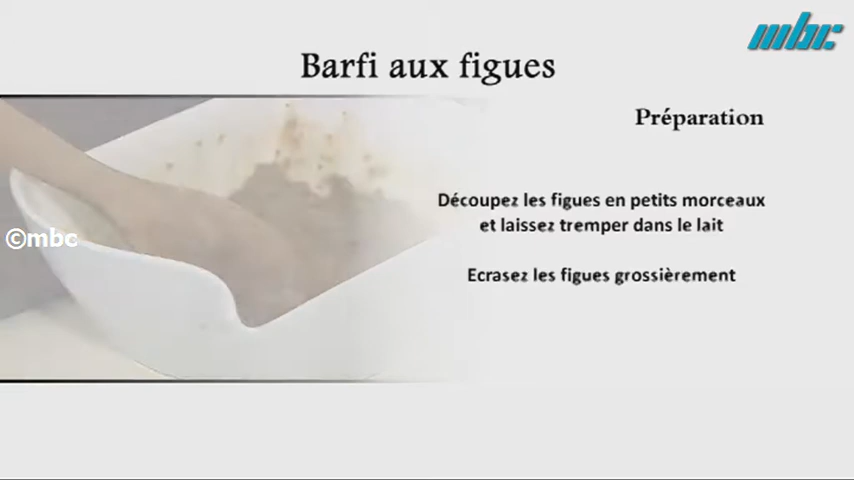 mbc
Barfi aux figues
Préparation
Découpez les figues en petits morceaux
et laissez tremper dans le lait
©mbc
Ecrasez les figues grossièrement